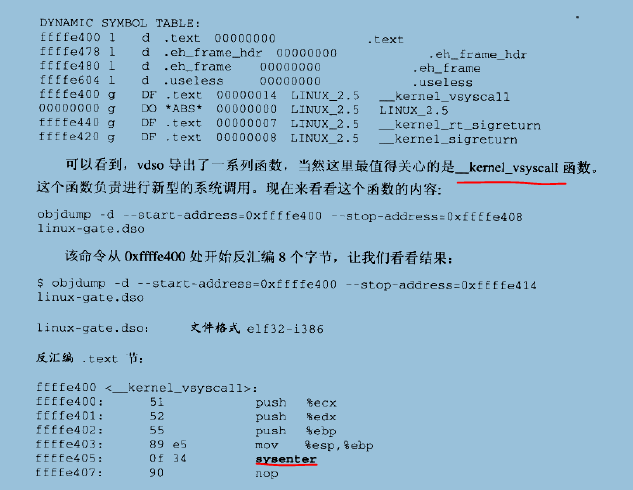 DYNAMIC SYMBOL TABLE:
ffffe400 l    d  .text 00000000              .text
ffffe478 l    d  .eh_frame_hdr 00000000              .eh_frame_hdr
ffffe480 l    d  .eh_frame    00000000              .eh_frame
ffffe604 l    d  .useless     00000000              .useless
ffffe400 g    DF .text 00000014  LINUX_2.5   __kernel_vsyscall
00000000 g    DO *ABS* 00000000  LINUX_2.5   LINUX_2.5
ffffe440 g    DF .text 00000007  LINUX_2.5   __kernel_rt_sigreturn
ffffe420 g    DF .text 00000008  LINUX_2.5   __kernel_sigreturn
可以看到，vdso 导出了一系列函数，当然这里最值得关心的是__kernel_vsyscall 函数。
这个函数负责进行新型的系统调用。现在来看看这个函数的内容：
objdump -d --start-address=0xffffe400 --stop-address=0xffffe408
linux-gate.dso
该命令从 0xffffe400 处开始反汇编 8 个字节，让我们看看结果：
$ objdump -d --start-address=0xffffe400 --stop-address=0xffffe414
linux-gate.dso
linux-gate.dso:     文件格式 elf32-i386
反汇编 .text 节：
ffffe400 <__kernel_vsyscall>:
ffffe400:     51          push   %ecx
ffffe401:     52          push   %edx
ffffe402:     55          push   %ebp
ffffe403:     89 e5       mov    %esp,%ebp
ffffe405:     0f 34       sysenter
ffffe407:     90          nop